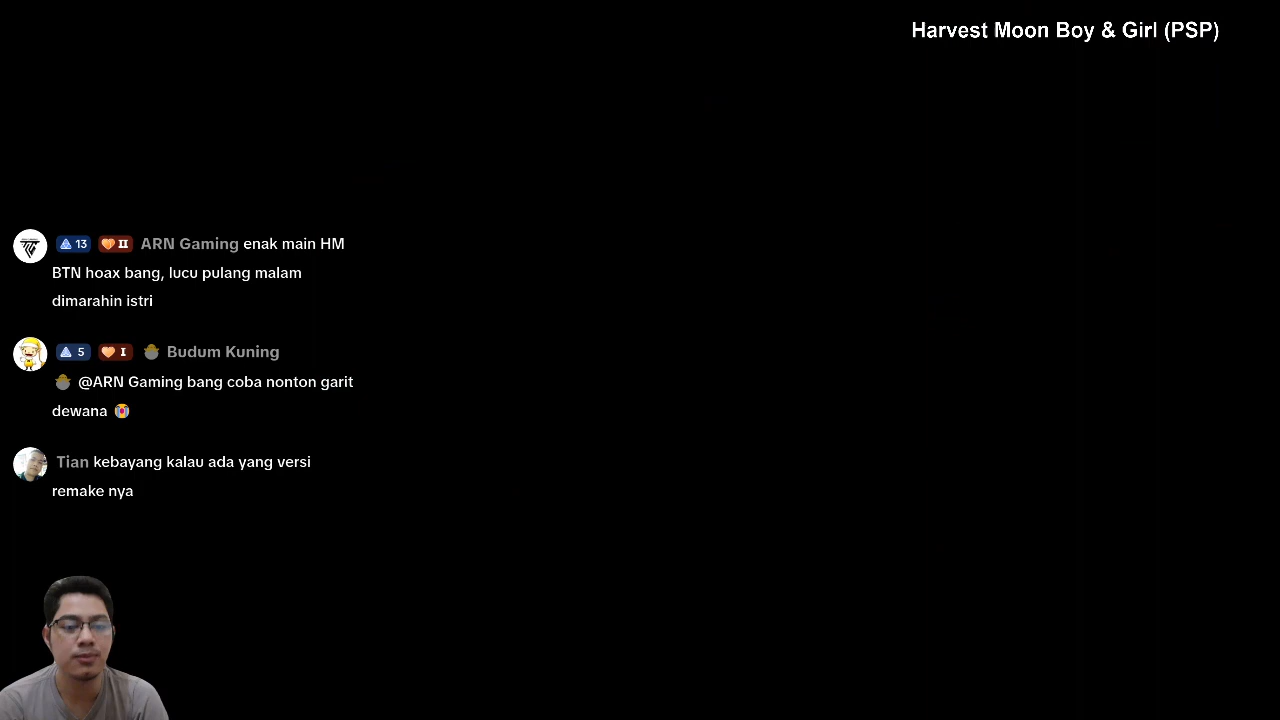 Harvest Moon Boy & Girl (PSP)
13 II ARN Gaming enak main HM
BTN hoax bang, lucu pulang malam
dimarahin istri
5 I Budum Kuning
@ARN Gaming bang coba nonton garit
dewana
Tian kebayang kalau ada yang versi
remake nya